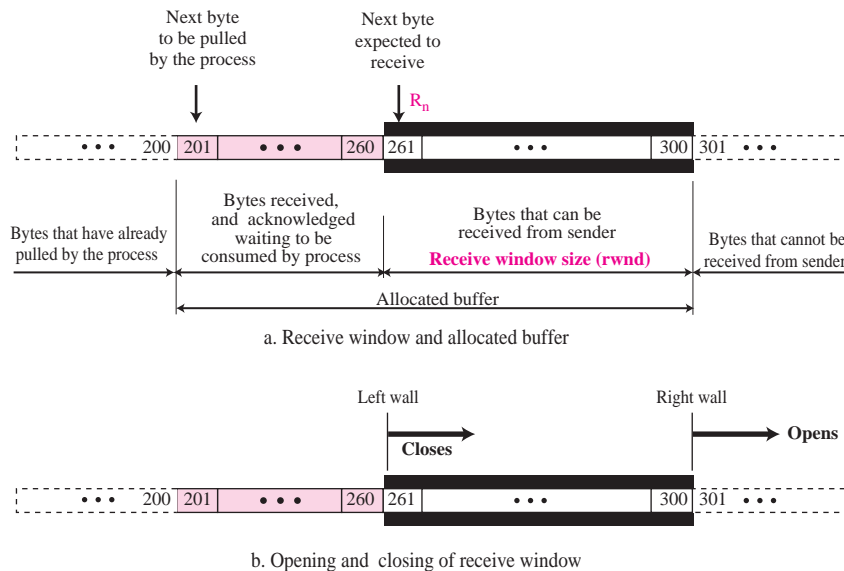 Next byte
to be pulled
by the process
Next byte
expected to
receive
Rn
••• 200 201 ••• 260 261 ••• 300 301 •••
Bytes that have already
pulled by the process
Bytes received,
and acknowledged
waiting to be
consumed by process
Bytes that can be
received from sender
Receive window size (rwnd)
Bytes that cannot be
received from sender
Allocated buffer
a. Receive window and allocated buffer
Left wall
Closes
Right wall
Opens
••• 200 201 ••• 260 261 ••• 300 301 •••
b. Opening and closing of receive window